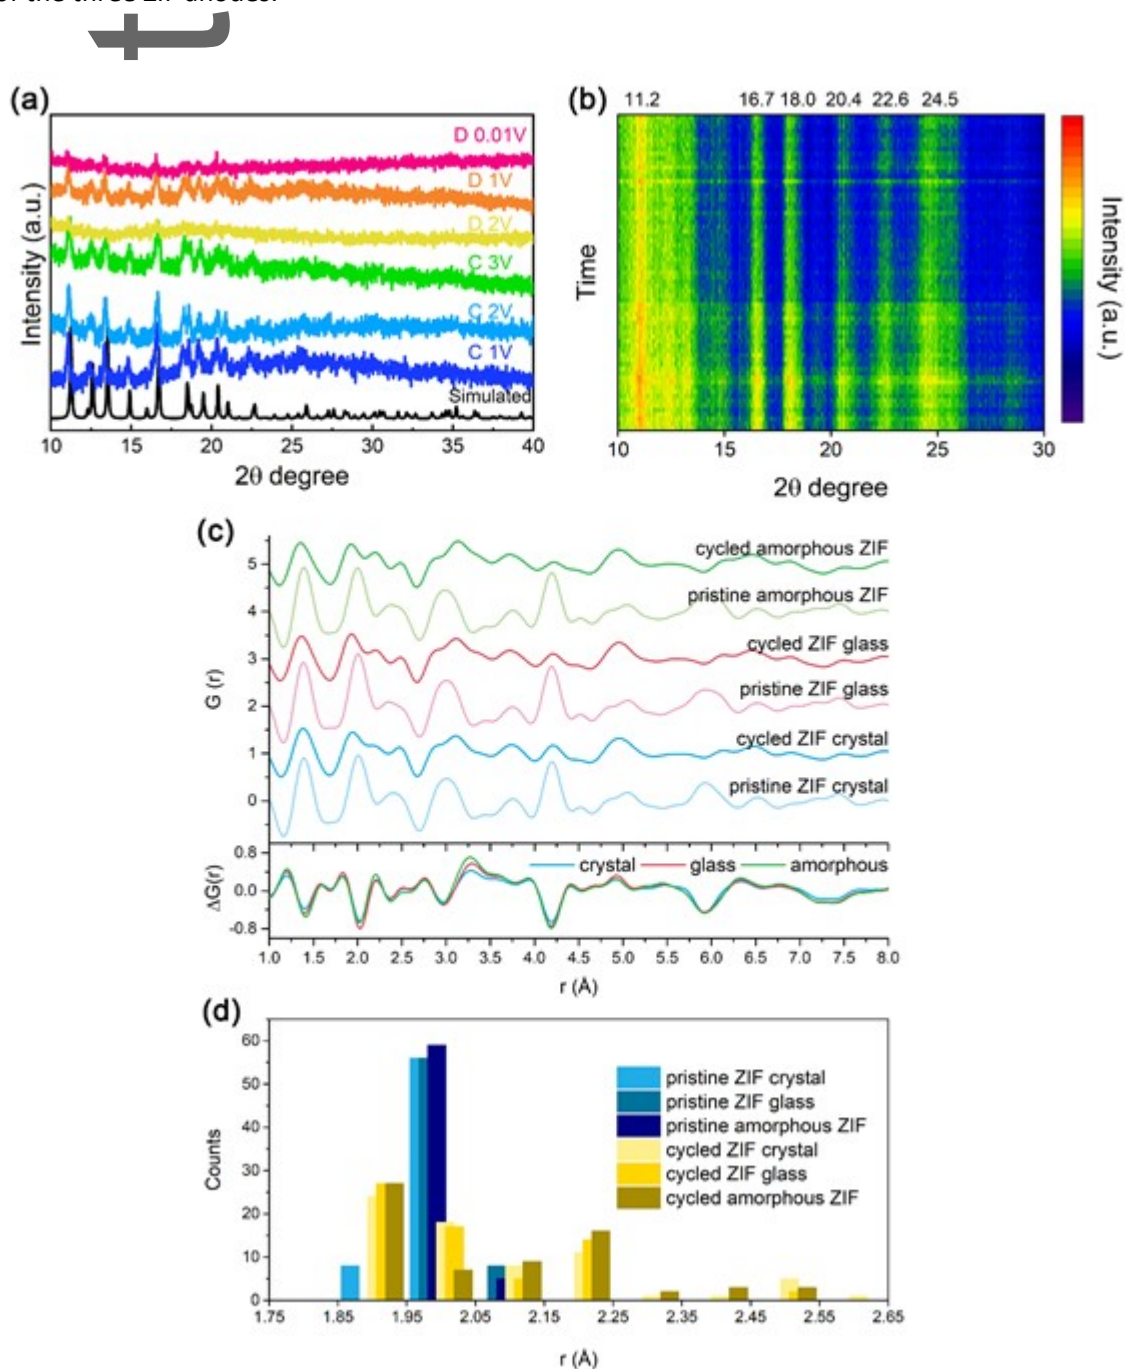 of the three ZIF anodes.
t
(a)
D 0.01V
D 1V
D 2V
C 3V
C 2V
C 1V
Simulated
Intensity (a.u.)
10 15 20 25 30 35 40
2θ degree
(b)
11.2 16.7 18.0 20.4 22.6 24.5
Time
10 15 20 25 30
2θ degree
Intensity (a.u.)
(c)
cycled amorphous ZIF
pristine amorphous ZIF
cycled ZIF glass
pristine ZIF glass
cycled ZIF crystal
pristine ZIF crystal
5
4
3
2
1
0
G (r)
crystal glass amorphous
0.8
0.0
-0.8
ΔG(r)
1.0 1.5 2.0 2.5 3.0 3.5 4.0 4.5 5.0 5.5 6.0 6.5 7.0 7.5 8.0
r (Å)
(d)
60
50
40
30
20
10
0
Counts
pristine ZIF crystal
pristine ZIF glass
pristine amorphous ZIF
cycled ZIF crystal
cycled ZIF glass
cycled amorphous ZIF
1.75 1.85 1.95 2.05 2.15 2.25 2.35 2.45 2.55 2.65
r (Å)